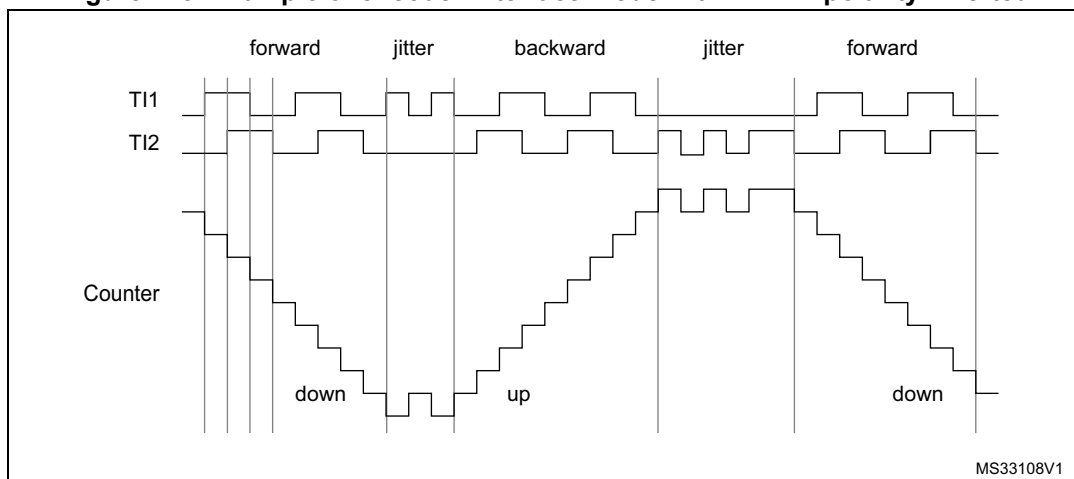 forward jitter backward jitter forward
TI1
TI2
Counter
down up down
MS33108V1